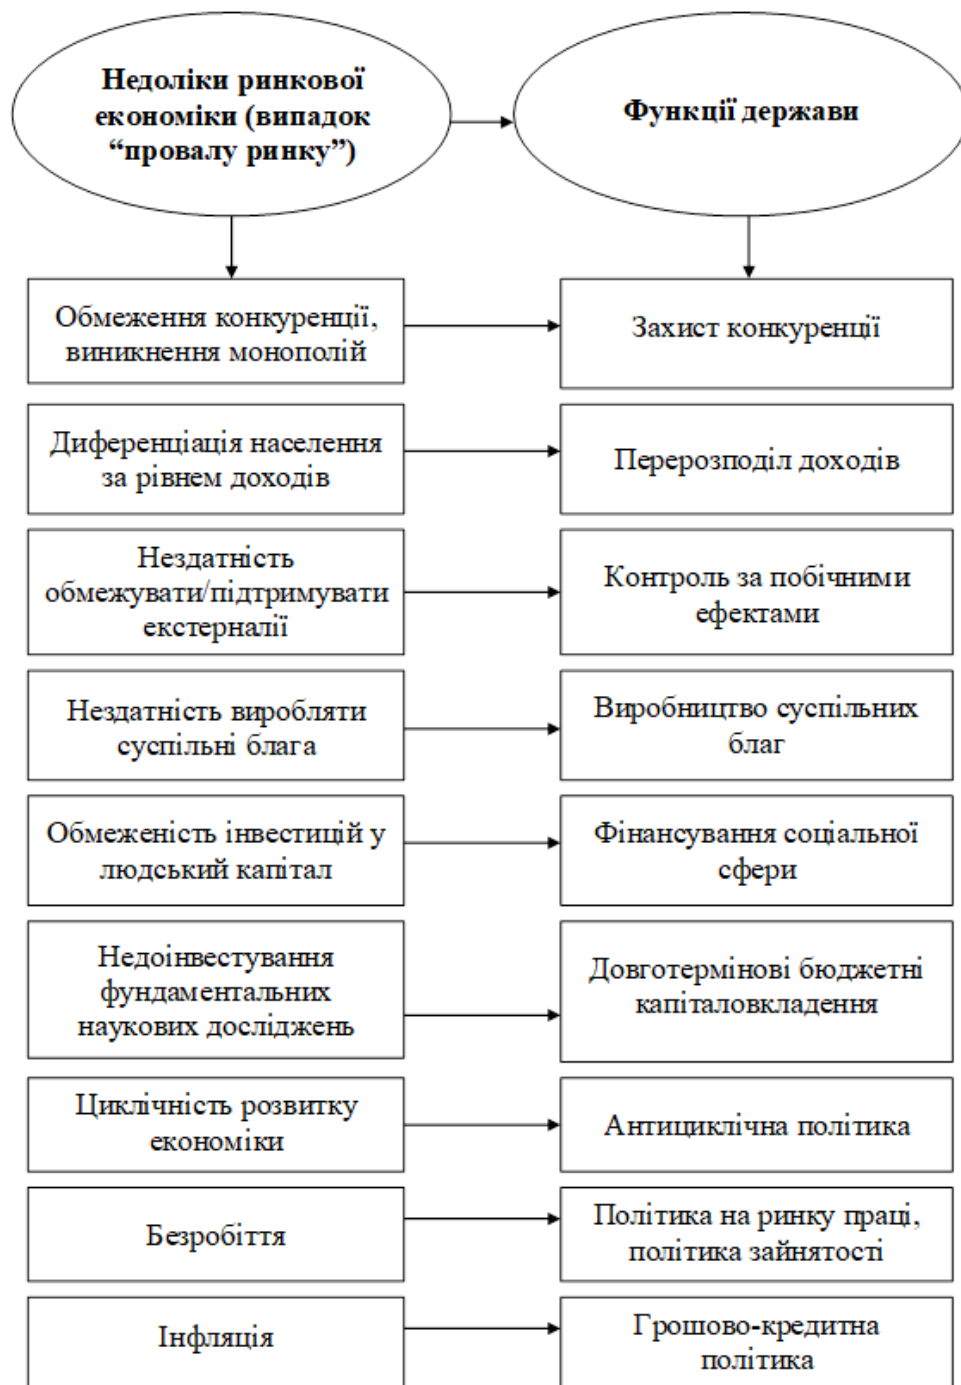 Недоліки ринкової
економіки (випадок
“провалу ринку”)
Функції держави
Обмеження конкуренції,
виникнення монополій
Захист конкуренції
Диференціація населення
за рівнем доходів
Перерозподіл доходів
Нездатність
обмежувати/підтримувати
екстерналії
Контроль за побічними
ефектами
Нездатність виробляти
суспільні блага
Виробництво суспільних
благ
Обмеженість інвестицій у
людський капітал
Фінансування соціальної
сфери
Недоінвестування
фундаментальних
наукових досліджень
Довготермінові бюджетні
капіталовкладення
Циклічність розвитку
економіки
Антициклічна політика
Безробіття
Політика на ринку праці,
політика зайнятості
Інфляція
Грошово-кредитна
політика